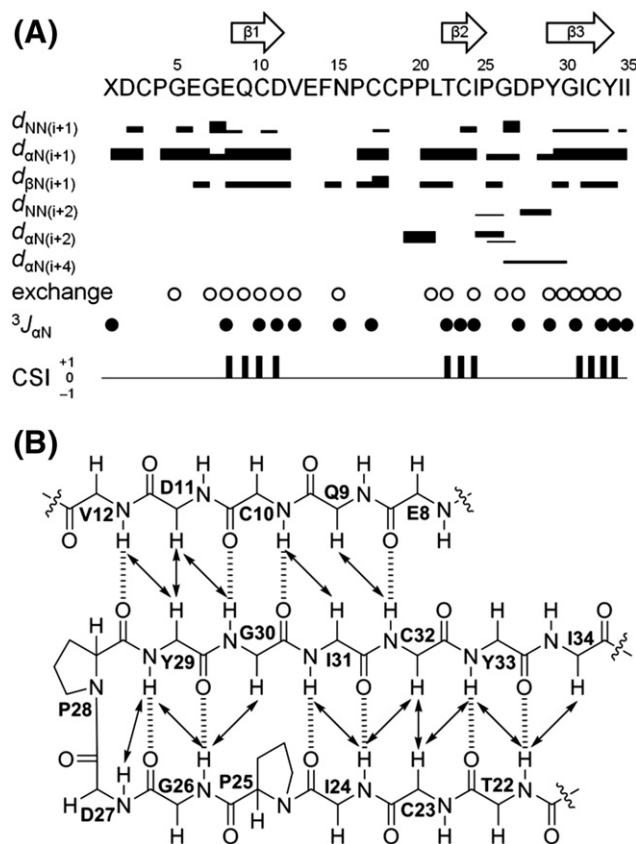 (A)
β1 β2 β3
5 10 15 20 25 30 35
XDCPGEGEQCDVEFNPCCPPLTCIPGDPYGICYII
dNN(i+1)
dαN(i+1)
dβN(i+1)
dNN(i+2)
dαN(i+2)
dαN(i+4)
exchange
³JαN
CSI +1 0 −1
(B)
H O H H O H H
N D11 N Q9
V12 N C10 N E8 N
O H H O H H O H
O H H O H H O H
H G30 C32 I34
N Y29 N I31 N Y33 N O
P28 N H O H H O H H O H
O H H O H H O H
N G26 P25 N I24 N T22 N
H D27 O H O H C23 O H O